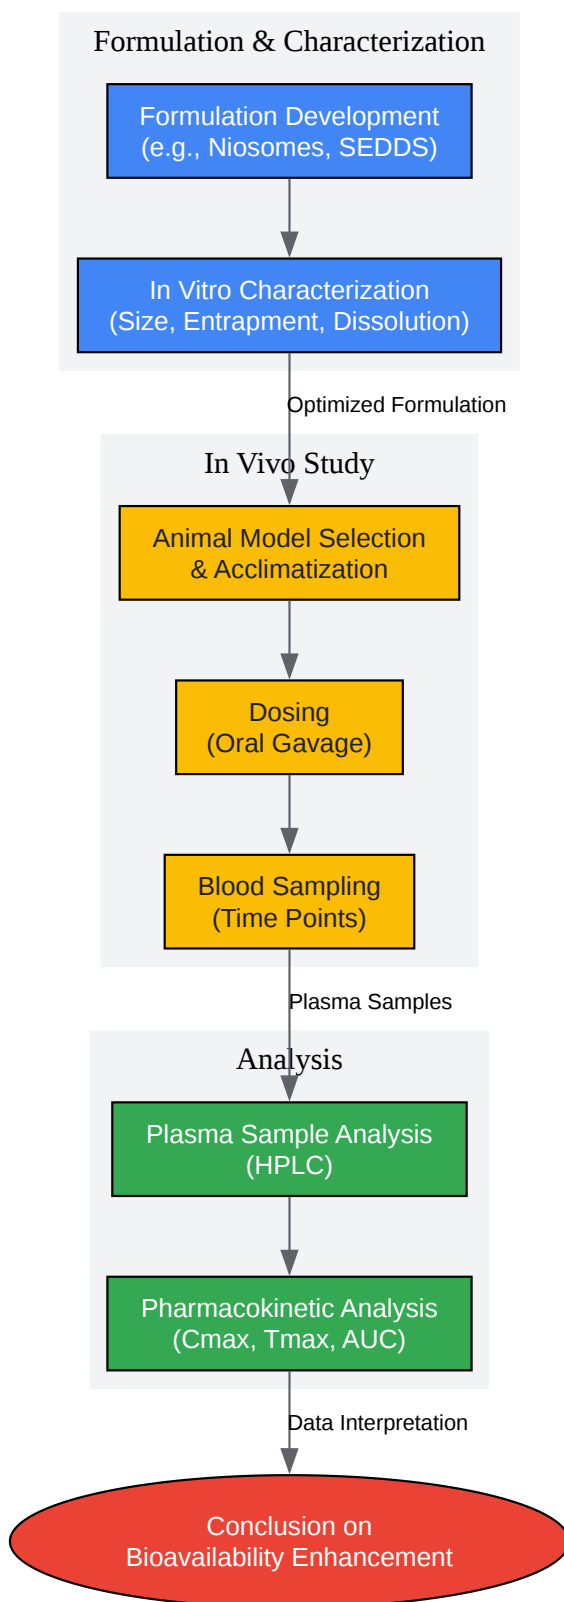 Formulation & Characterization
Formulation Development
(e.g., Niosomes, SEDDS)
In Vitro Characterization
(Size, Entrapment, Dissolution)
Optimized Formulation
In Vivo Study
Animal Model Selection
& Acclimatization
Dosing
(Oral Gavage)
Blood Sampling
(Time Points)
Plasma Samples
Analysis
Plasma Sample Analysis
(HPLC)
Pharmacokinetic Analysis
(Cmax, Tmax, AUC)
Data Interpretation
Conclusion on
Bioavailability Enhancement